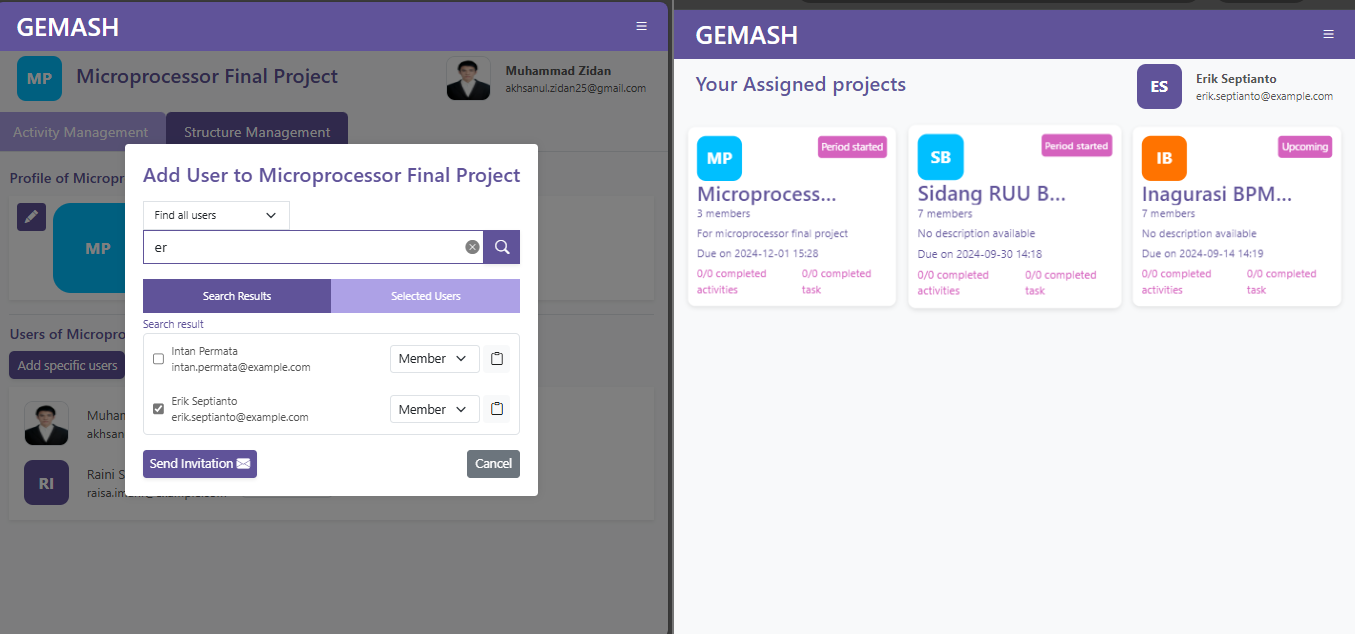 GEMASH
MP
Microprocessor Final Project
Muhammad Zidan
akhsanul.zidan25@gmail.com
Activity Management
Structure Management
Profile of Micropr
MP
Users of Micropro
Add specific users
Muham
akhsan
RI
Raini S
Add User to Microprocessor Final Project
Find all users
er
Search Results
Selected Users
Search result
Intan Permata
intan.permata@example.com
Member
Erik Septianto
erik.septianto@example.com
Member
Send Invitation
Cancel
GEMASH
Your Assigned projects
ES
Erik Septianto
erik.septianto@example.com
MP
Period started
Microprocess...
3 members
For microprocessor final project
Due on 2024-12-01 15:28
0/0 completed activities
0/0 completed task
SB
Period started
Sidang RUU B...
7 members
No description available
Due on 2024-09-30 14:18
0/0 completed activities
0/0 completed task
IB
Upcoming
Inagurasi BPM...
7 members
No description available
Due on 2024-09-14 14:19
0/0 completed activities
0/0 completed task